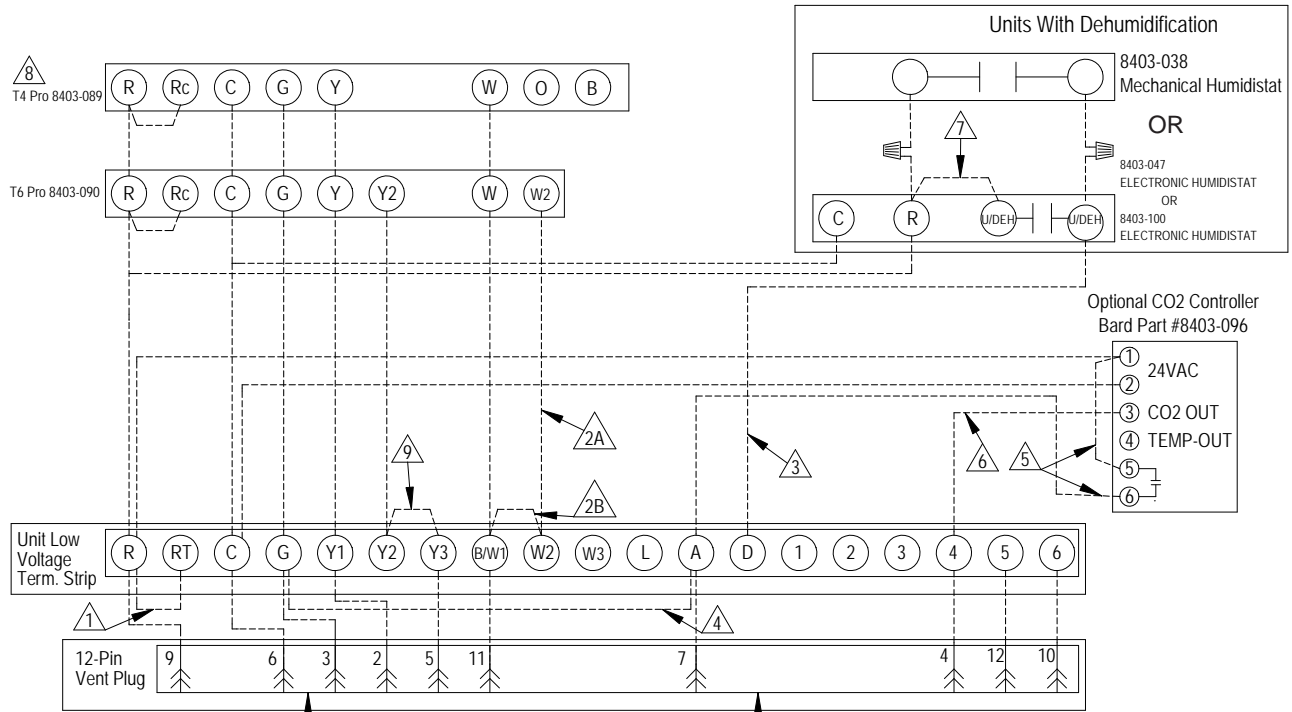 Units With Dehumidification
8403-038
Mechanical Humidistat
OR
7
8403-047
ELECTRONIC HUMIDISTAT
OR
8403-100
ELECTRONIC HUMIDISTAT
C R U/DEH U/DEH
8
T4 Pro 8403-089
R Rc C G Y W O B
T6 Pro 8403-090
R Rc C G Y Y2 W W2
Optional CO2 Controller
Bard Part #8403-096
1
24VAC
2
3 CO2 OUT
4 TEMP-OUT
5
6
2A
9
2B
3
6
5
Unit Low
Voltage
Term. Strip
R RT C G Y1 Y2 Y3 B/W1 W2 W3 L A D 1 2 3 4 5 6
1
4
12-Pin
Vent Plug
9 6 3 2 5 11 7 4 12 10